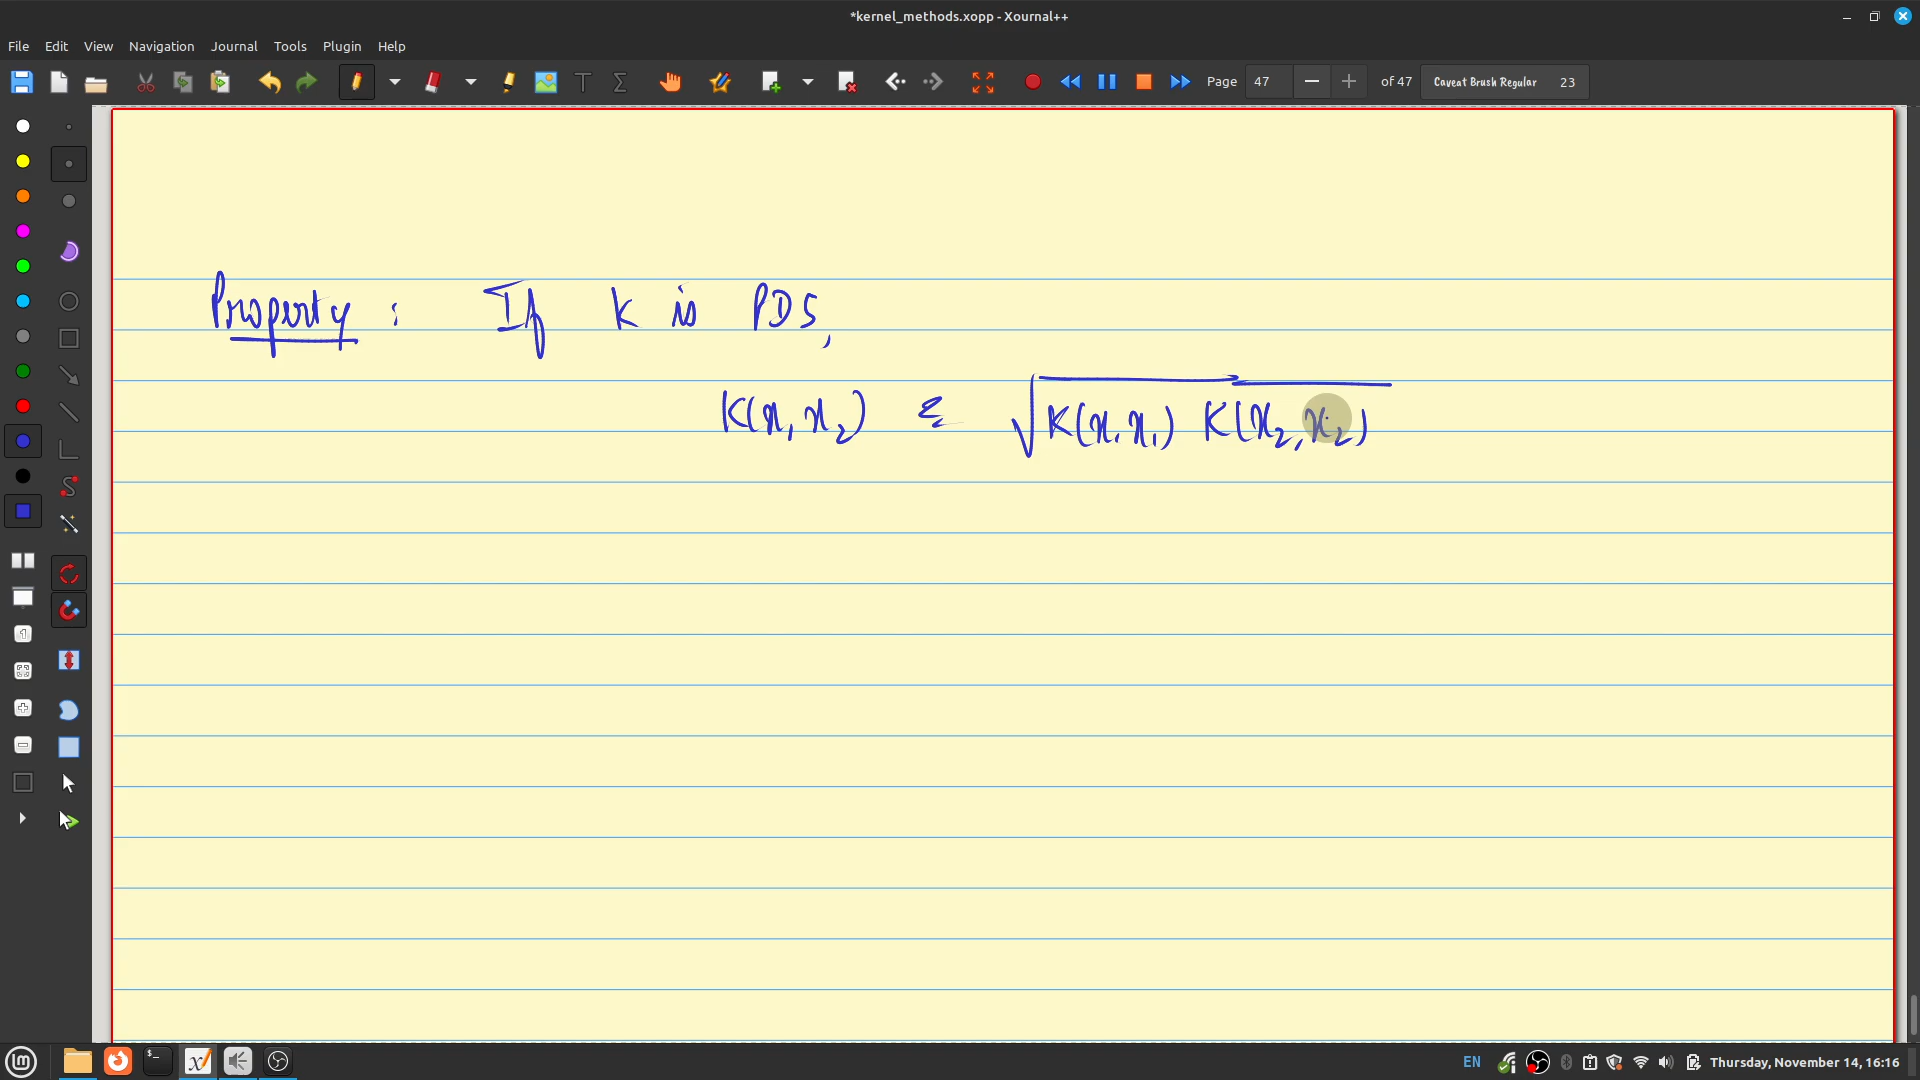 *kernel_methods.xopp - Xournal++
File Edit View Navigation Journal Tools Plugin Help
Page 47 of 47 Caveat Brush Regular 23
Property : If K is PDS,
K(x₁, x₂) ≤ √K(x₁, x₁) K(x₂, x₂)
EN Thursday, November 14, 16:16